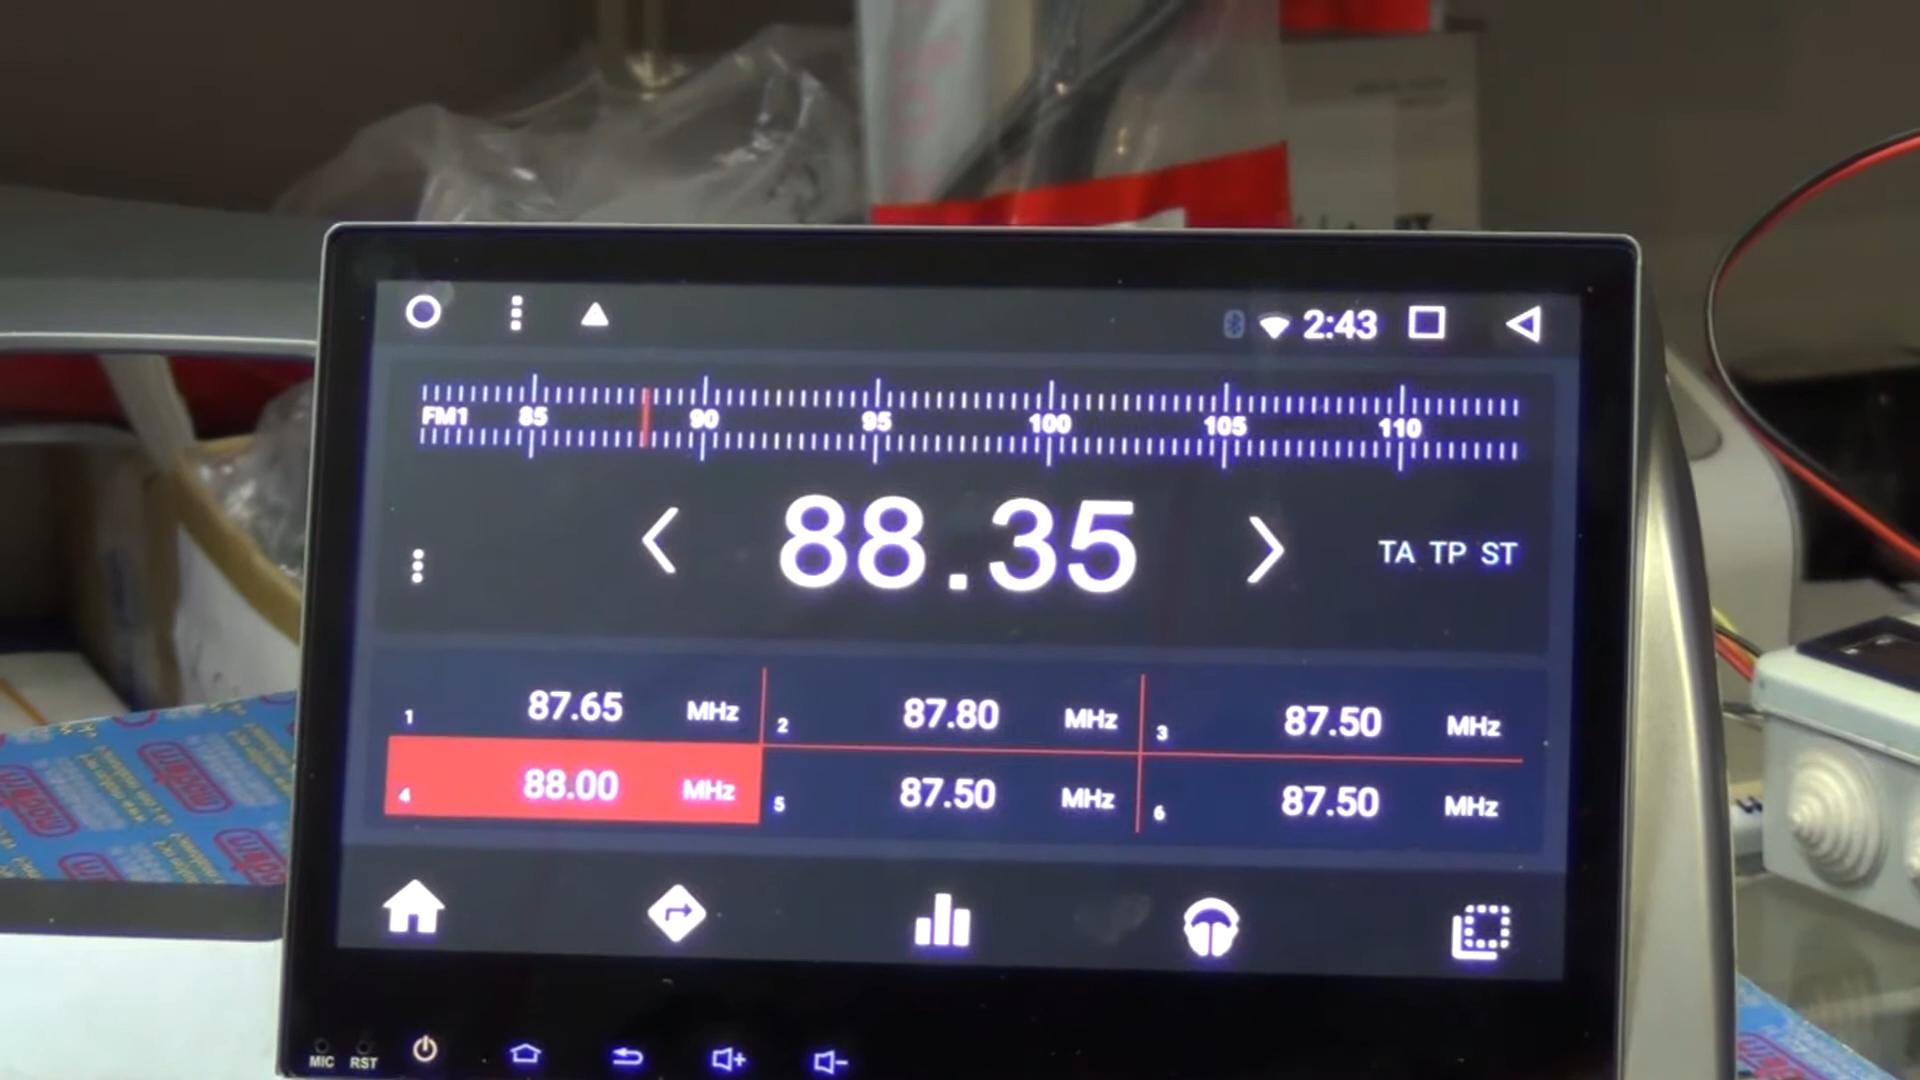 2:43
FM1 85 90 95 100 105 110
88.35
TA TP ST
1 87.65 MHz 2 87.80 MHz 3 87.50 MHz
4 88.00 MHz 5 87.50 MHz 6 87.50 MHz
MIC RST
modern
modern